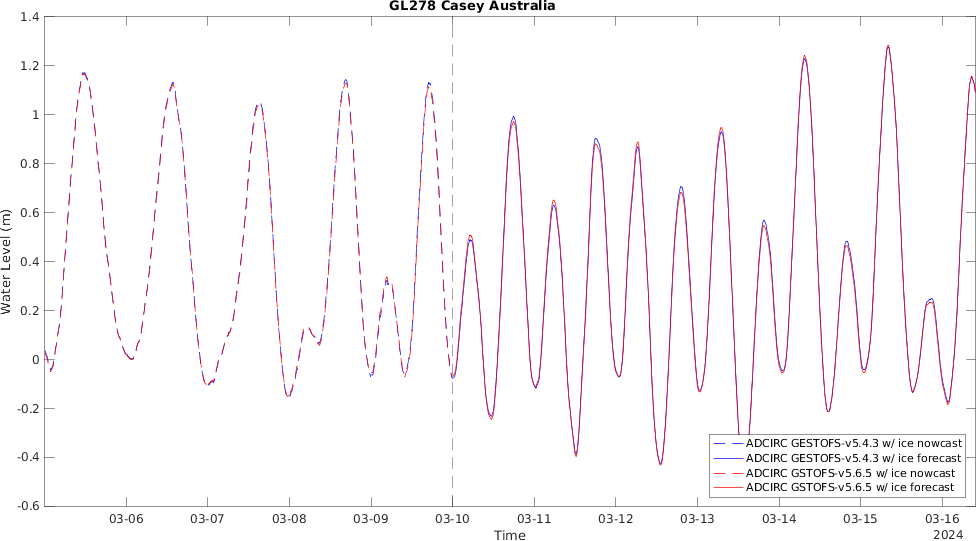 GL278 Casey Australia
1.4
1.2
1
0.8
0.6
0.4
0.2
0
-0.2
-0.4
-0.6
Water Level (m)
ADCIRC GESTOFS-v5.4.3 w/ ice nowcast
ADCIRC GESTOFS-v5.4.3 w/ ice forecast
ADCIRC GSTOFS-v5.6.5 w/ ice nowcast
ADCIRC GSTOFS-v5.6.5 w/ ice forecast
03-06 03-07 03-08 03-09 03-10 03-11 03-12 03-13 03-14 03-15 03-16
Time
2024